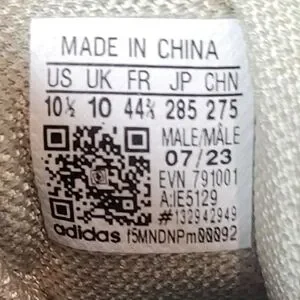 MADE IN CHINA
US UK FR JP CHN
10½ 10 44⅔ 285 275
MALE/MÂLE
07/23
EVN 791001
A:IE5129
#132942949
adidas f5MNDNPm00092